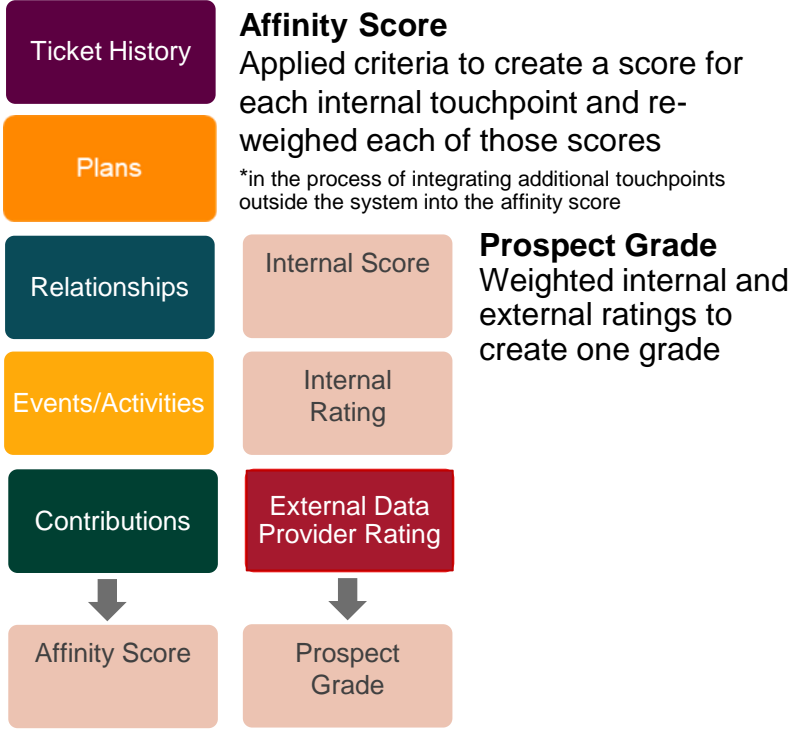 Ticket History
Affinity Score
Applied criteria to create a score for
each internal touchpoint and re-
weighed each of those scores
*in the process of integrating additional touchpoints
outside the system into the affinity score
Plans
Relationships
Internal Score
Prospect Grade
Weighted internal and
external ratings to
create one grade
Events/Activities
Internal
Rating
Contributions
External Data
Provider Rating
Affinity Score
Prospect
Grade